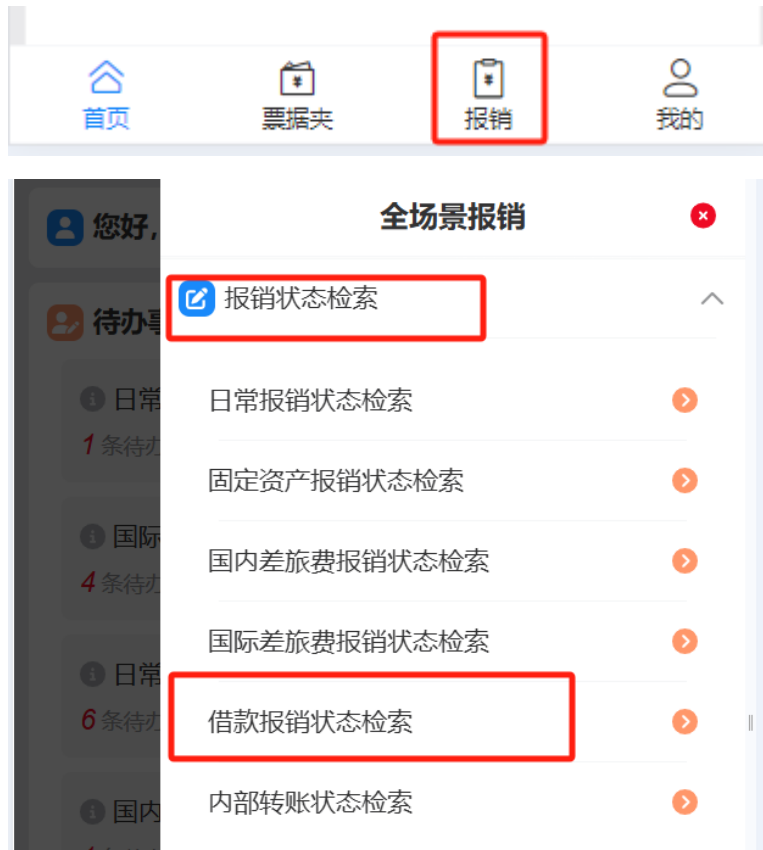 首页 票据夹 报销 我的
您好, 全场景报销
报销状态检索
待办事
日常 日常报销状态检索
1 条待办
固定资产报销状态检索
国际 国内差旅费报销状态检索
4 条待办
国际差旅费报销状态检索
日常
6 条待办 借款报销状态检索
国内 内部转账状态检索